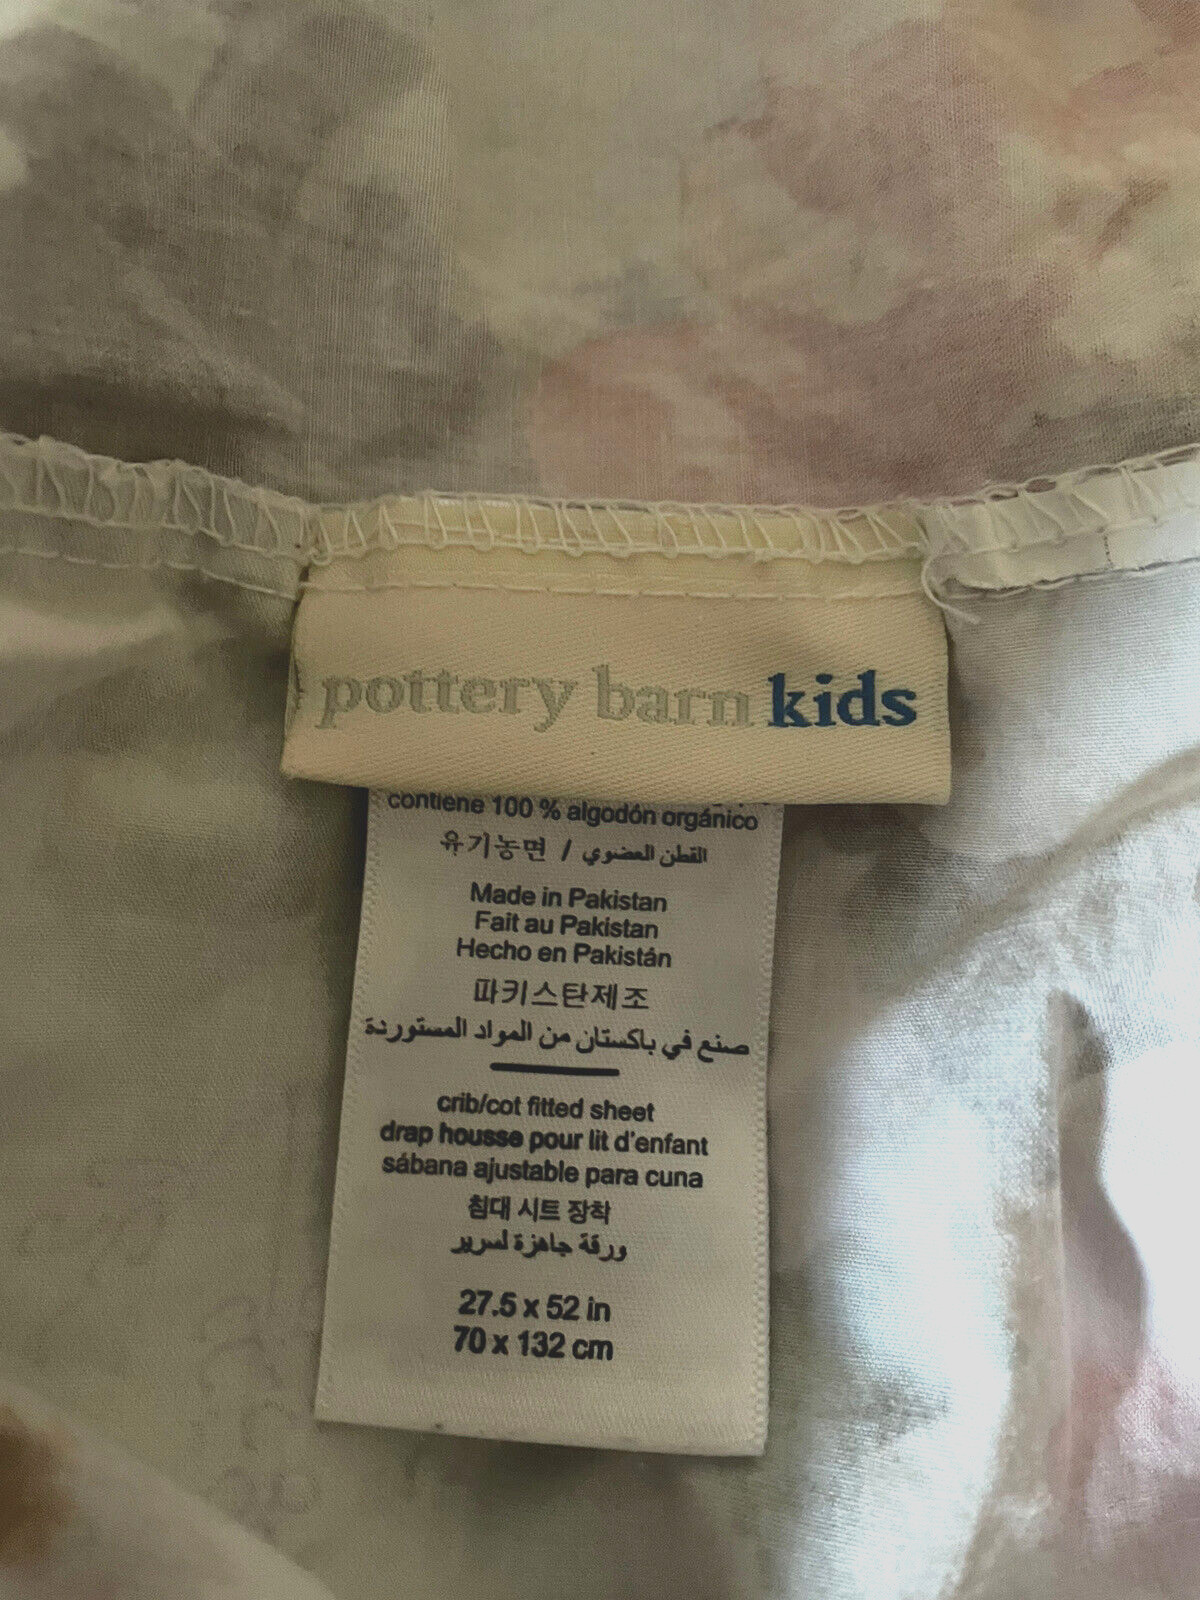 pottery barn kids
contiene 100 % algodón orgánico
유기농면 / القطن العضوي
Made in Pakistan
Fait au Pakistan
Hecho en Pakistán
파키스탄제조
صنع في باكستان من المواد المستوردة
crib/cot fitted sheet
drap housse pour lit d'enfant
sábana ajustable para cuna
침대 시트 장착
ورقة جاهزة لسرير
27.5 x 52 in
70 x 132 cm